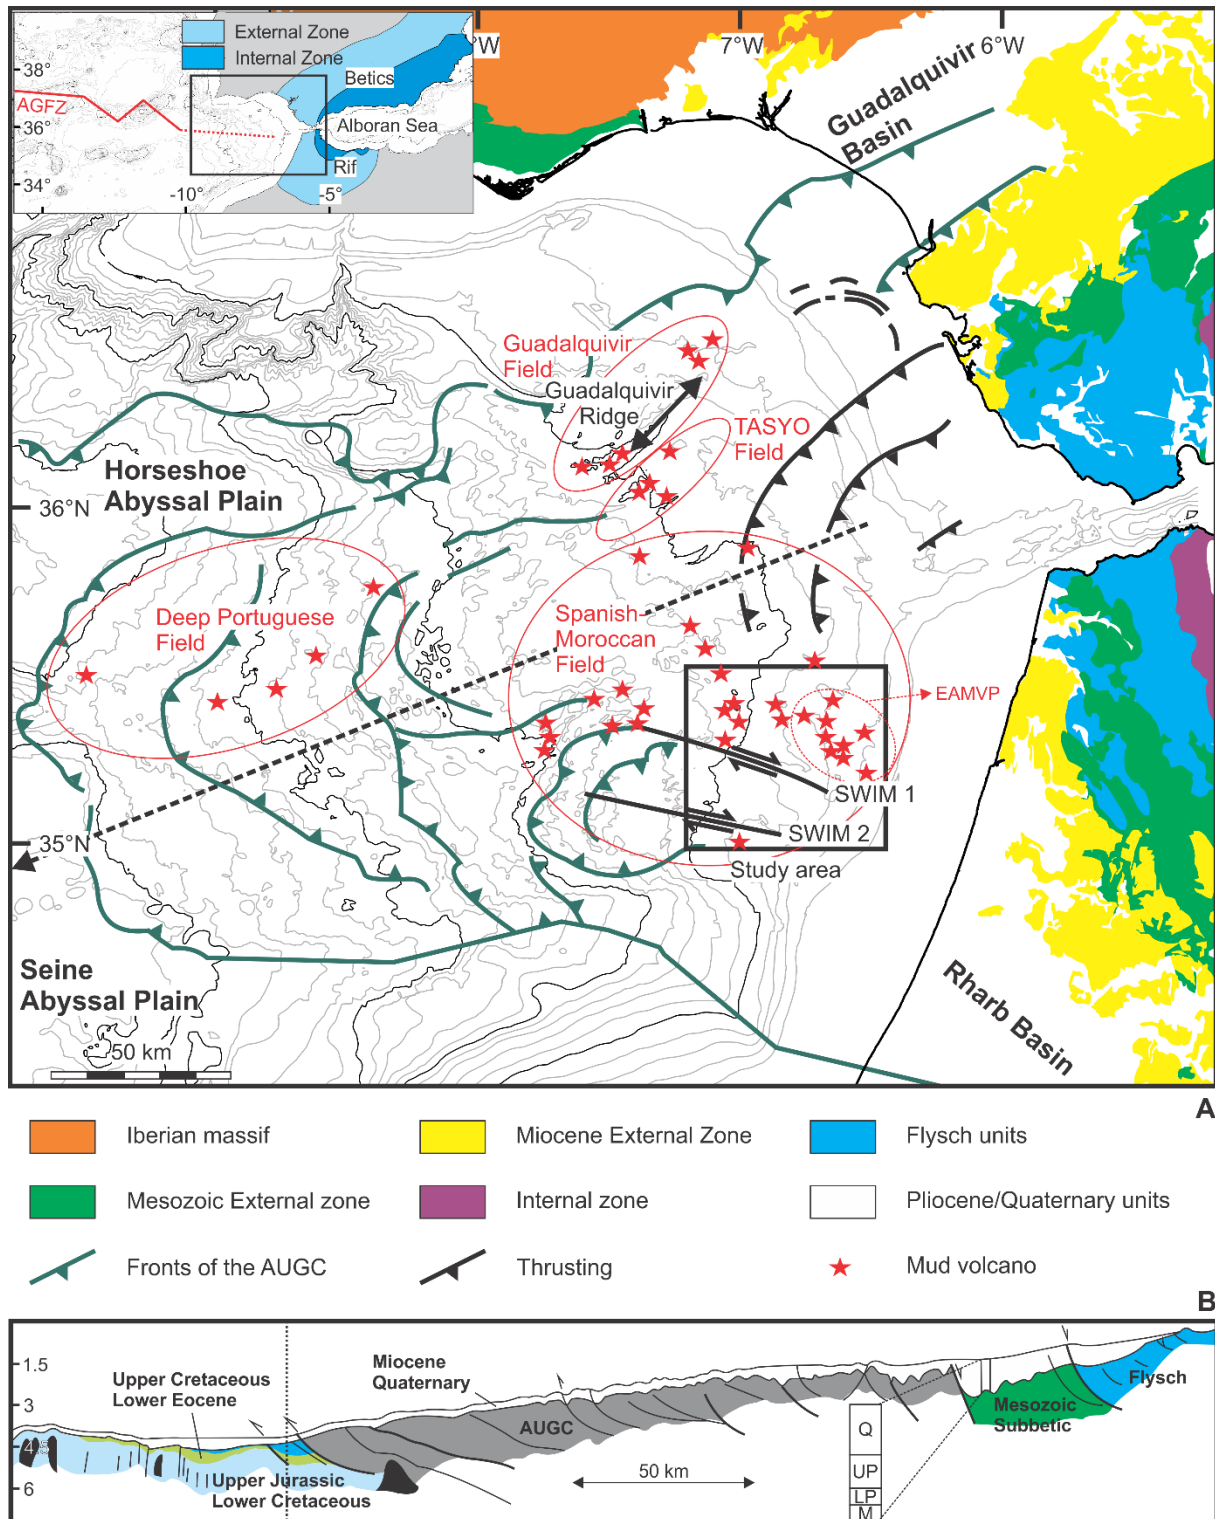 External Zone
Internal Zone
38°
Betics
AGFZ
36°
Alboran Sea
34°
Rif
-10°
-5°
°W
7°W
6°W
Guadalquivir
Basin
Guadalquivir
Field
Guadalquivir
Ridge
TASYO
Field
Horseshoe
Abyssal Plain
36°N
Deep Portuguese
Field
Spanish-
Moroccan
Field
EAMVP
SWIM 1
SWIM 2
35°N
Study area
Seine
Abyssal Plain
50 km
Rharb Basin
A
Iberian massif
Miocene External Zone
Flysch units
Mesozoic External zone
Internal zone
Pliocene/Quaternary units
Fronts of the AUGC
Thrusting
Mud volcano
B
1.5
3
4.5
6
Upper Cretaceous
Lower Eocene
Miocene
Quaternary
AUGC
Upper Jurassic
Lower Cretaceous
50 km
Q
UP
LP
M
Mesozoic
Subbetic
Flysch